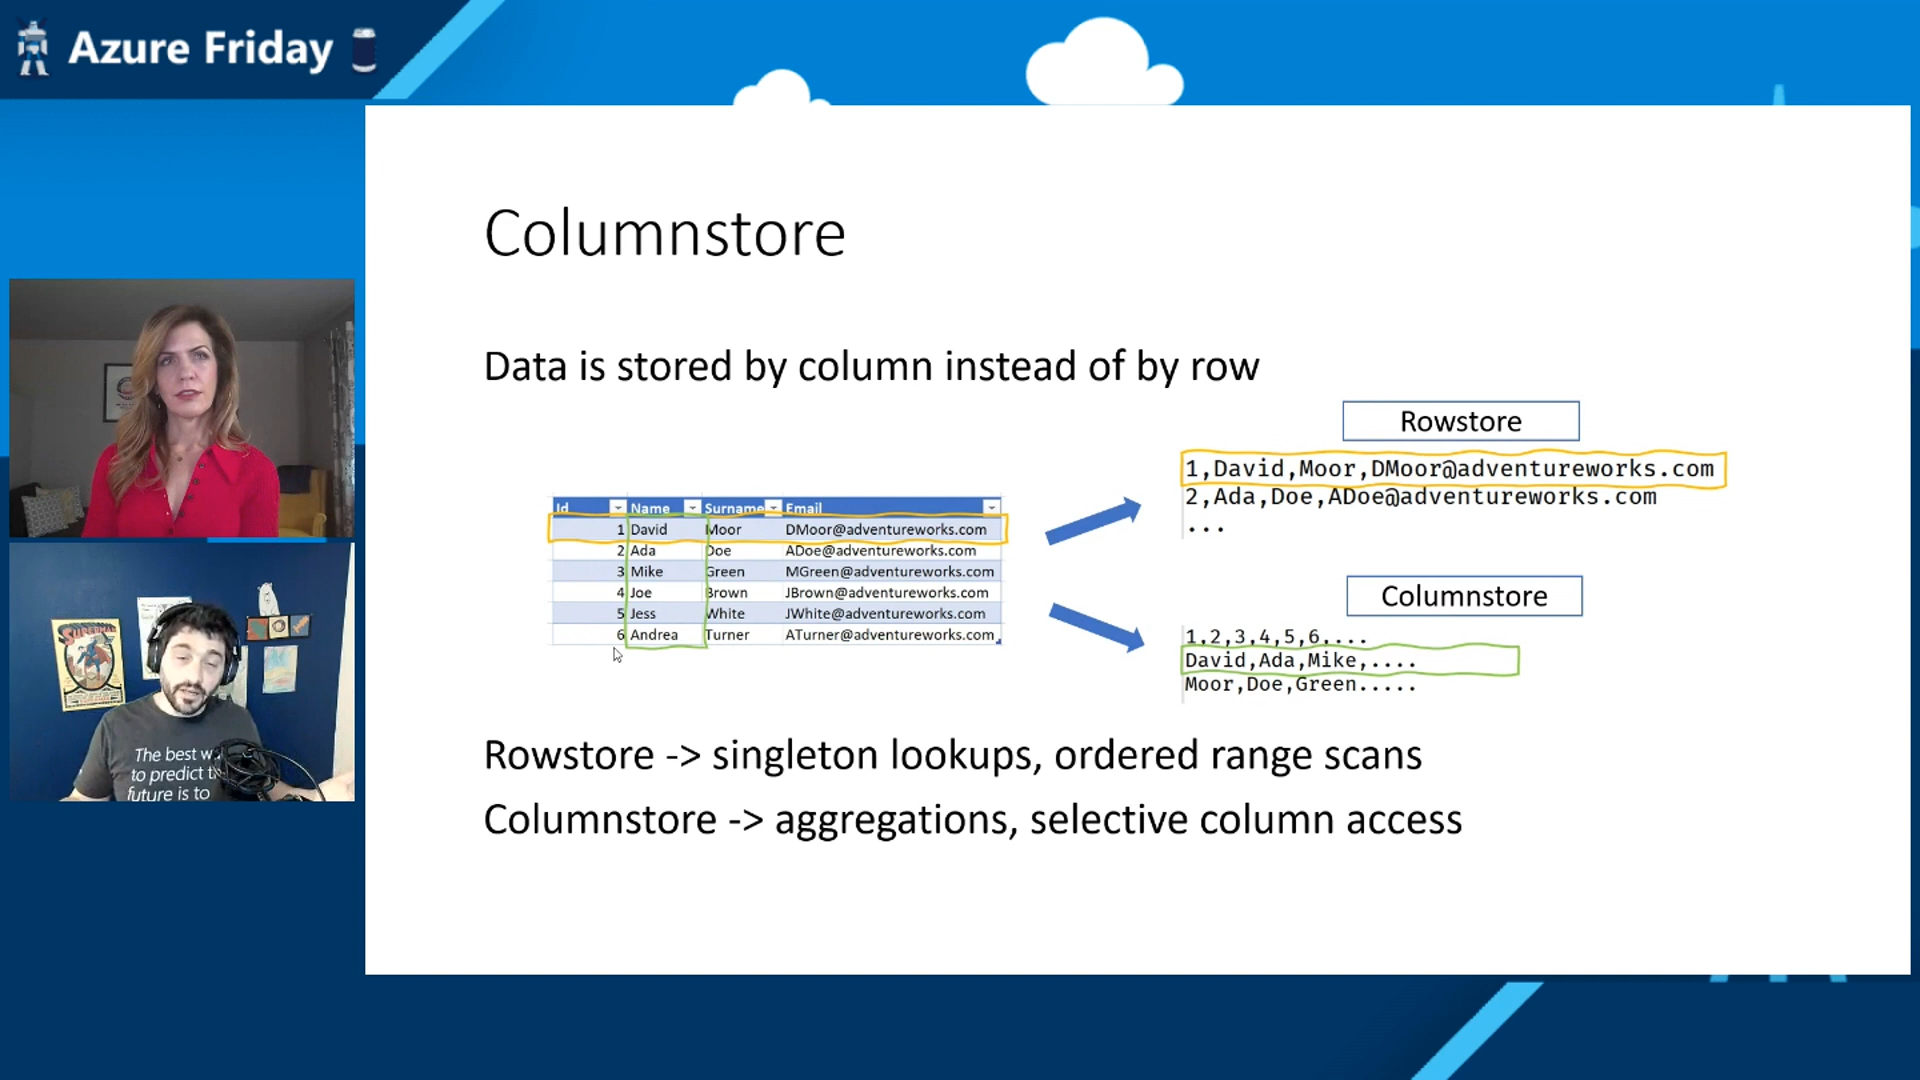 Azure Friday
Columnstore
Data is stored by column instead of by row
Rowstore
1,David,Moor,DMoor@adventureworks.com
2,Ada,Doe,ADoe@adventureworks.com
...
Id Name Surname Email
1 David Moor DMoor@adventureworks.com
2 Ada Doe ADoe@adventureworks.com
3 Mike Green MGreen@adventureworks.com
4 Joe Brown JBrown@adventureworks.com
5 Jess White JWhite@adventureworks.com
6 Andrea Turner ATurner@adventureworks.com
Columnstore
1,2,3,4,5,6....
David,Ada,Mike,....
Moor,Doe,Green.....
Rowstore -> singleton lookups, ordered range scans
Columnstore -> aggregations, selective column access
SUPERMAN
The best w
to predict t
future is to